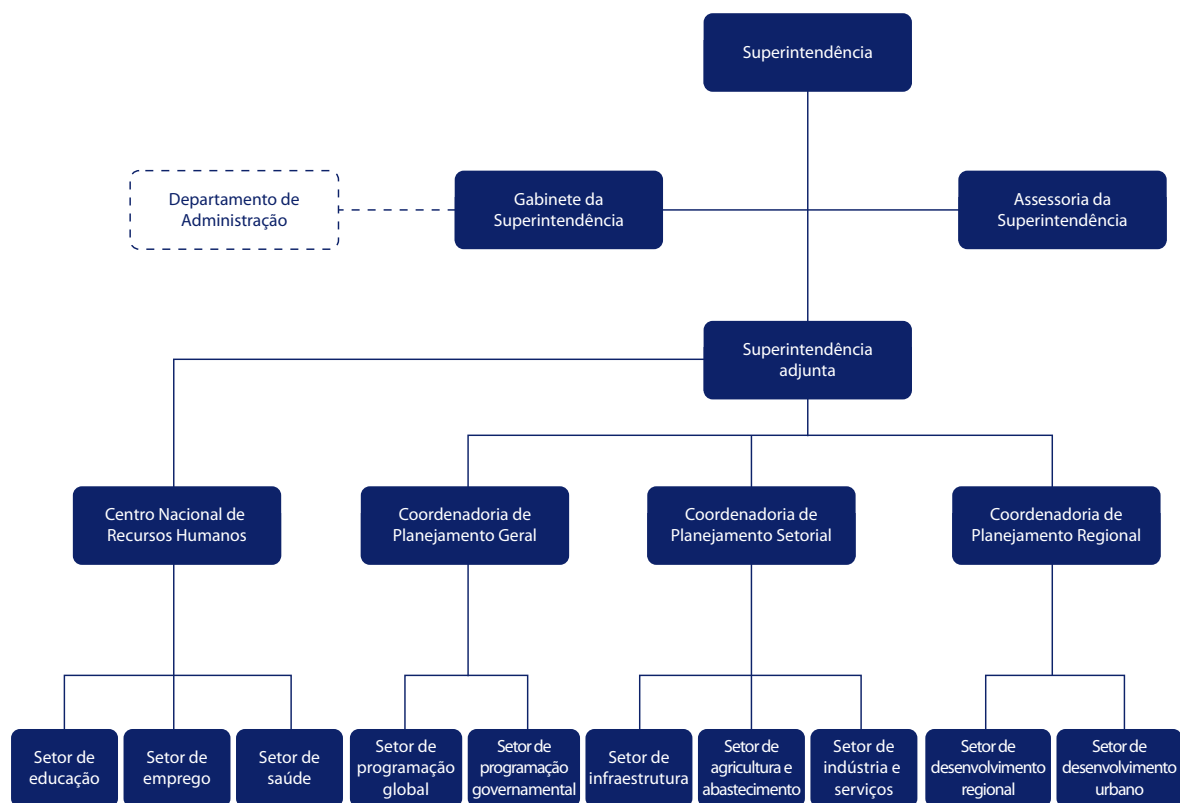 Superintendência
Departamento de
Administração
Gabinete da
Superintendência
Assessoria da
Superintendência
Superintendência
adjunta
Centro Nacional de
Recursos Humanos
Coordenadoria de
Planejamento Geral
Coordenadoria de
Planejamento Setorial
Coordenadoria de
Planejamento Regional
Setor de
educação
Setor de
emprego
Setor de
saúde
Setor de
programação
global
Setor de
programação
governamental
Setor de
infraestrutura
Setor de
agricultura e
abastecimento
Setor de
indústria e
serviços
Setor de
desenvolvimento
regional
Setor de
desenvolvimento
urbano